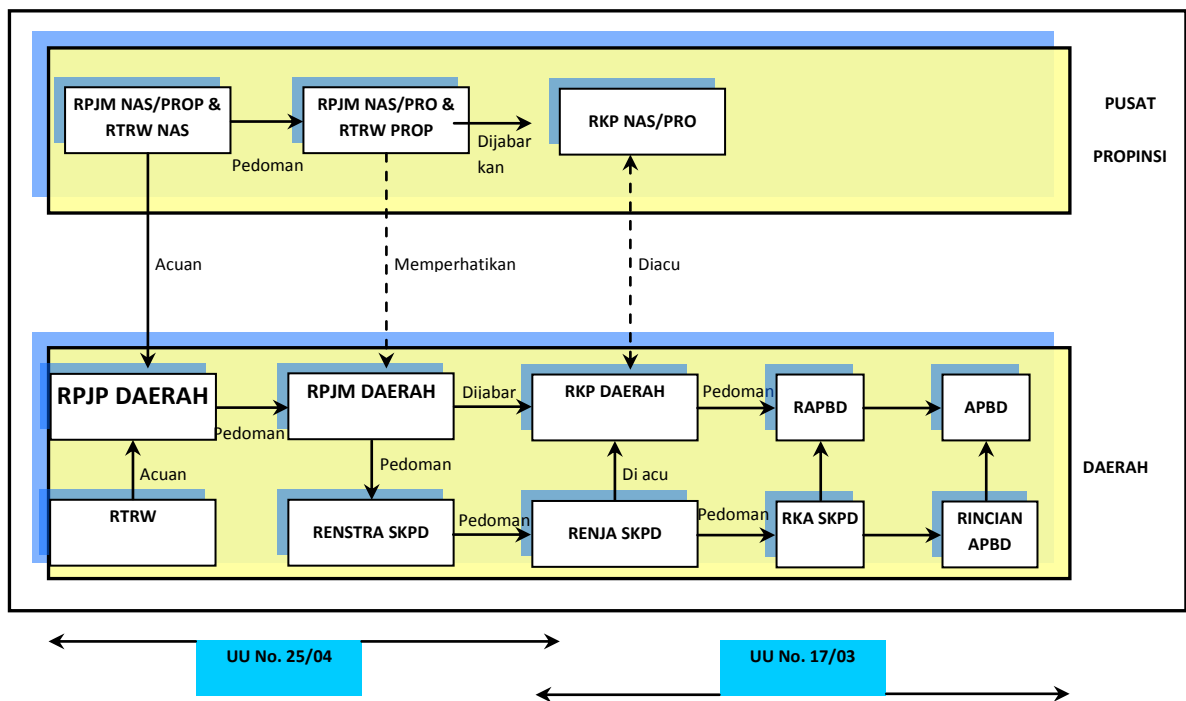 RPJM NAS/PROP &
RTRW NAS
Pedoman
RPJM NAS/PRO &
RTRW PROP
Dijabar
kan
RKP NAS/PRO
PUSAT
PROPINSI
Acuan
Memperhatikan
Diacu
RPJP DAERAH
Pedoman
RPJM DAERAH
Dijabar
RKP DAERAH
Pedoman
RAPBD
APBD
Acuan
Pedoman
Di acu
DAERAH
RTRW
RENSTRA SKPD
Pedoman
RENJA SKPD
Pedoman
RKA SKPD
RINCIAN
APBD
UU No. 25/04
UU No. 17/03